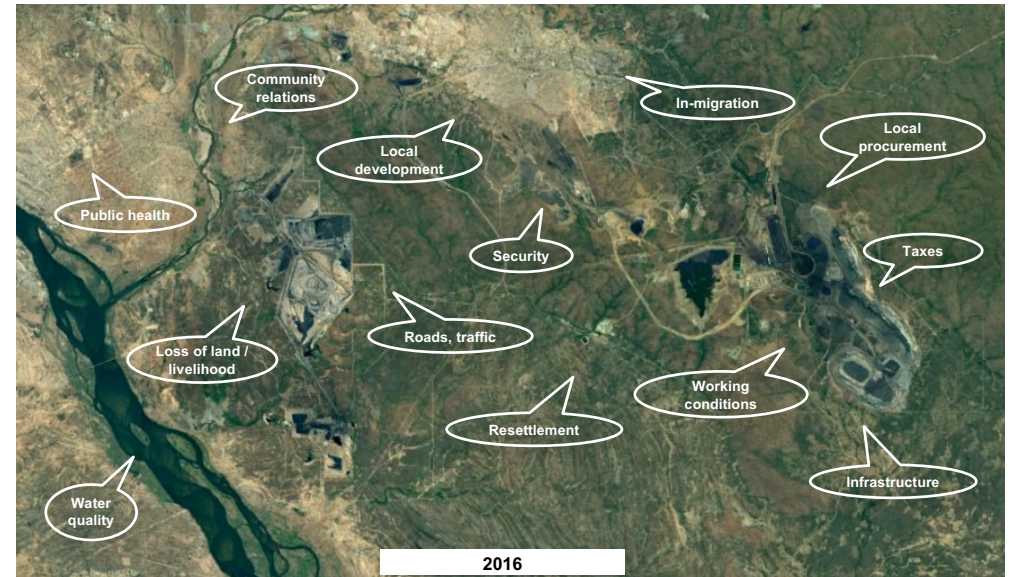 Community
relations
In-migration
Local
procurement
Local
development
Public health
Security
Taxes
Roads, traffic
Loss of land /
livelihood
Working
conditions
Resettlement
Infrastructure
Water
quality
2016